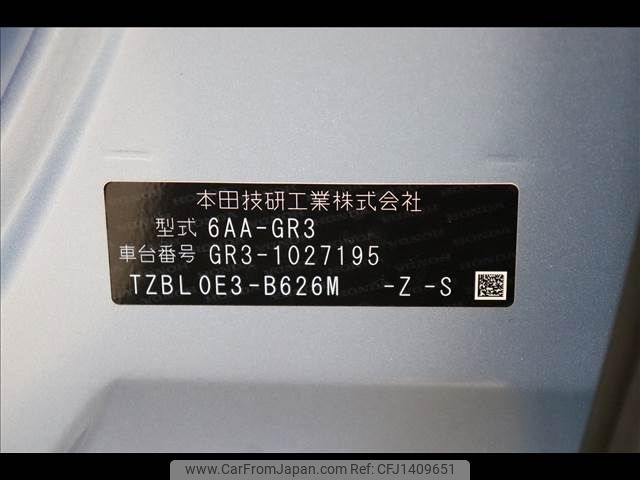 本田技研工業株式会社
型式 6AA-GR3
車台番号 GR3-1027195
TZBL0E3-B626M -Z -S
www.CarFromJapan.com - CFJ1409651